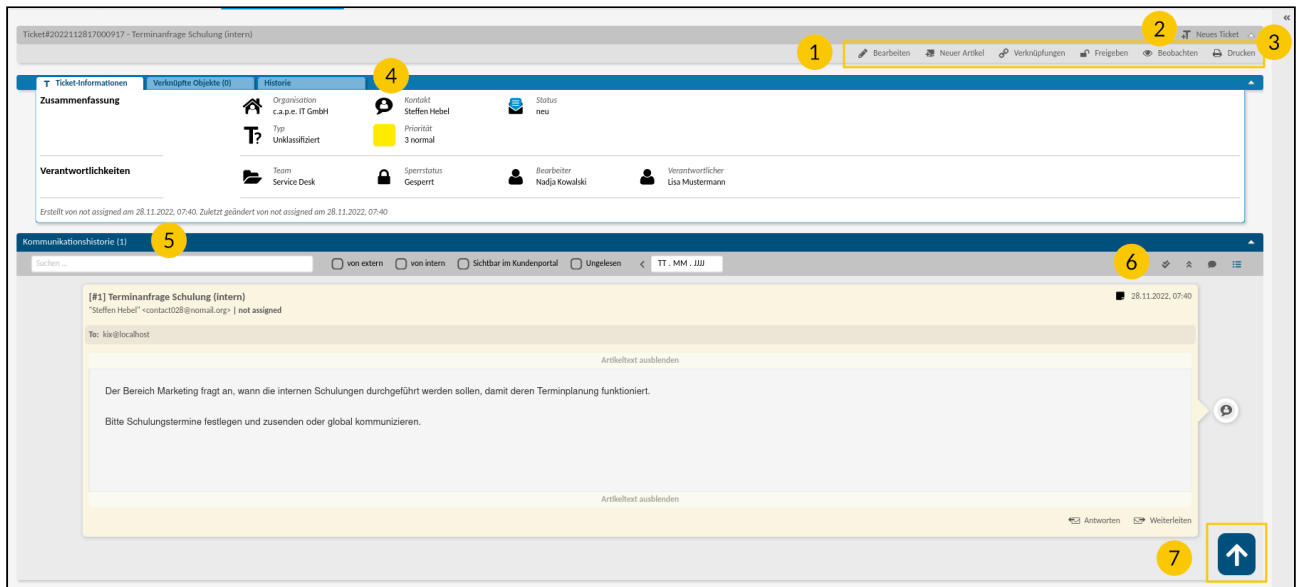 «
Ticket#2022112817000917 - Terminanfrage Schulung (intern)
2
Neues Ticket
3
1
Bearbeiten
Neuer Artikel
Verknüpfungen
Freigeben
Beobachten
Drucken
4
Ticket-Informationen
Verknüpfte Objekte (0)
Historie
Zusammenfassung
Organisation
c.a.p.e. IT GmbH
Kontakt
Steffen Hebel
Status
neu
T?
Typ
Unklassifiziert
Priorität
3 normal
Verantwortlichkeiten
Team
Service Desk
Sperrstatus
Gesperrt
Bearbeiter
Nadja Kowalski
Verantwortlicher
Lisa Mustermann
Erstellt von not assigned am 28.11.2022, 07:40, Zuletzt geändert von not assigned am 28.11.2022, 07:40
Kommunikationshistorie (1)
5
Suchen ...
von extern
von intern
Sichtbar im Kundenportal
Ungelesen
TT . MM . JJJJ
6
[#1] Terminanfrage Schulung (intern)
28.11.2022, 07:40
"Steffen Hebel" <contact028@nomail.org> | not assigned
To: kix@localhost
Artikeltext ausblenden
Der Bereich Marketing fragt an, wann die internen Schulungen durchgeführt werden sollen, damit deren Terminplanung funktioniert.
Bitte Schulungstermine festlegen und zusenden oder global kommunizieren.
Artikeltext ausblenden
Antworten
Weiterleiten
7